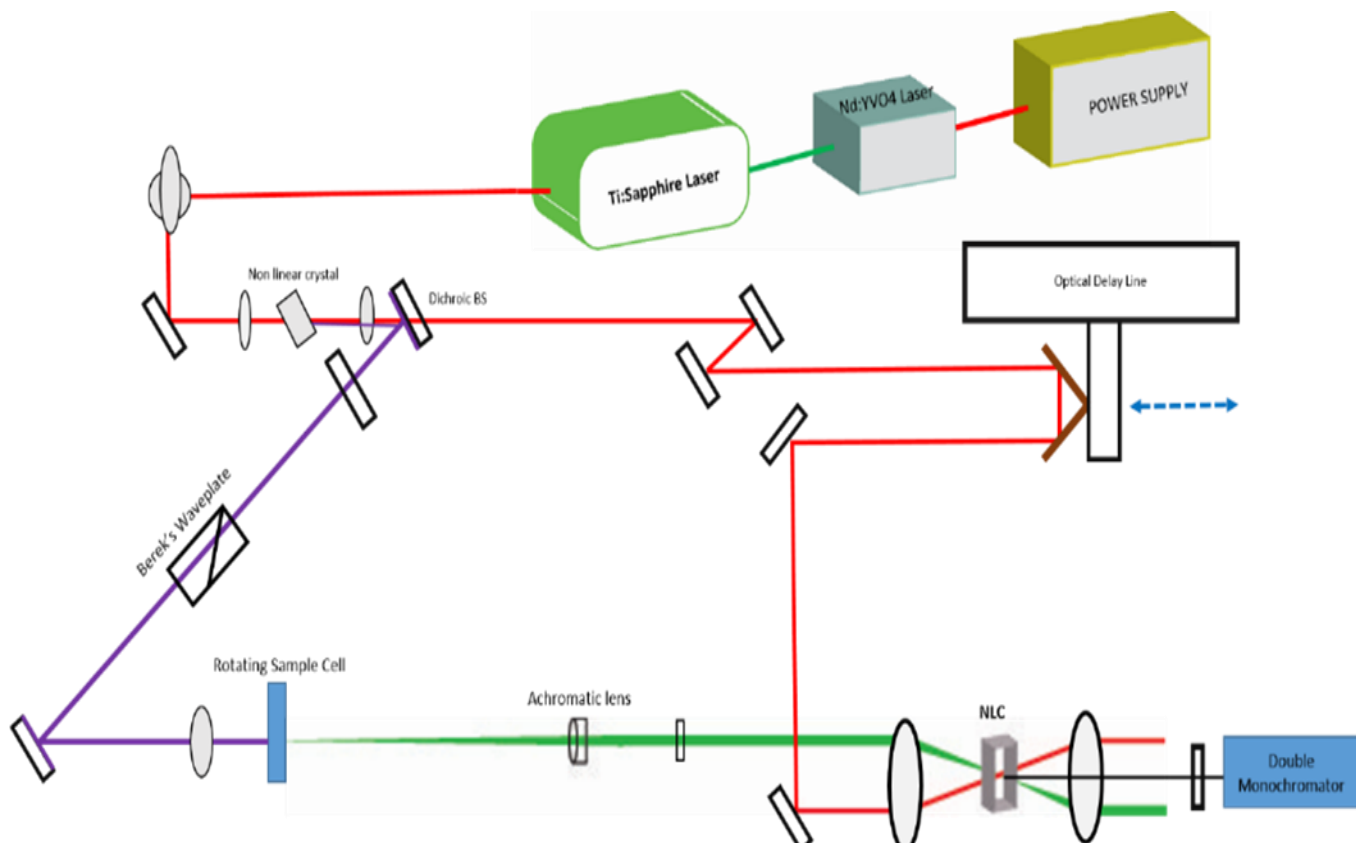 Nd:YVO4 Laser
POWER SUPPLY
Ti:Sapphire Laser
Non linear crystal
Dichroic BS
Optical Delay Line
Berek's Waveplate
Rotating Sample Cell
Achromatic lens
NLC
Double
Monochromator